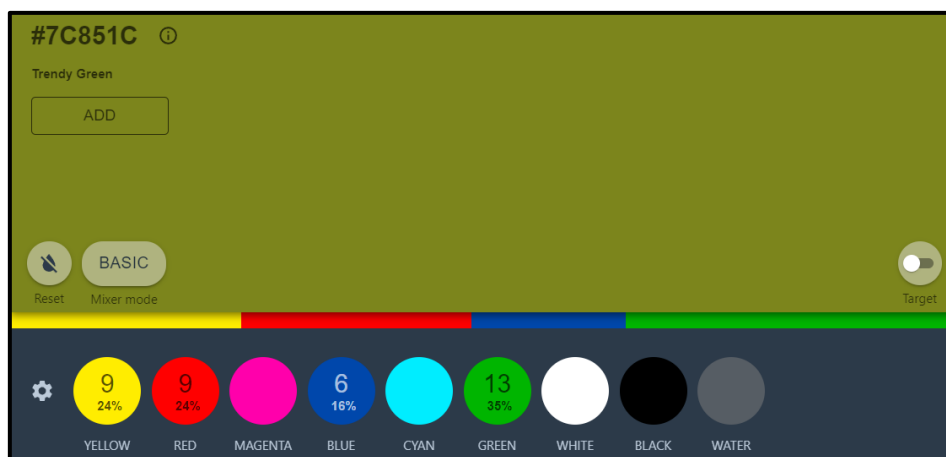 #7C851C
Trendy Green
ADD
BASIC
Reset
Mixer mode
Target
9
24%
9
24%
6
16%
13
35%
YELLOW
RED
MAGENTA
BLUE
CYAN
GREEN
WHITE
BLACK
WATER